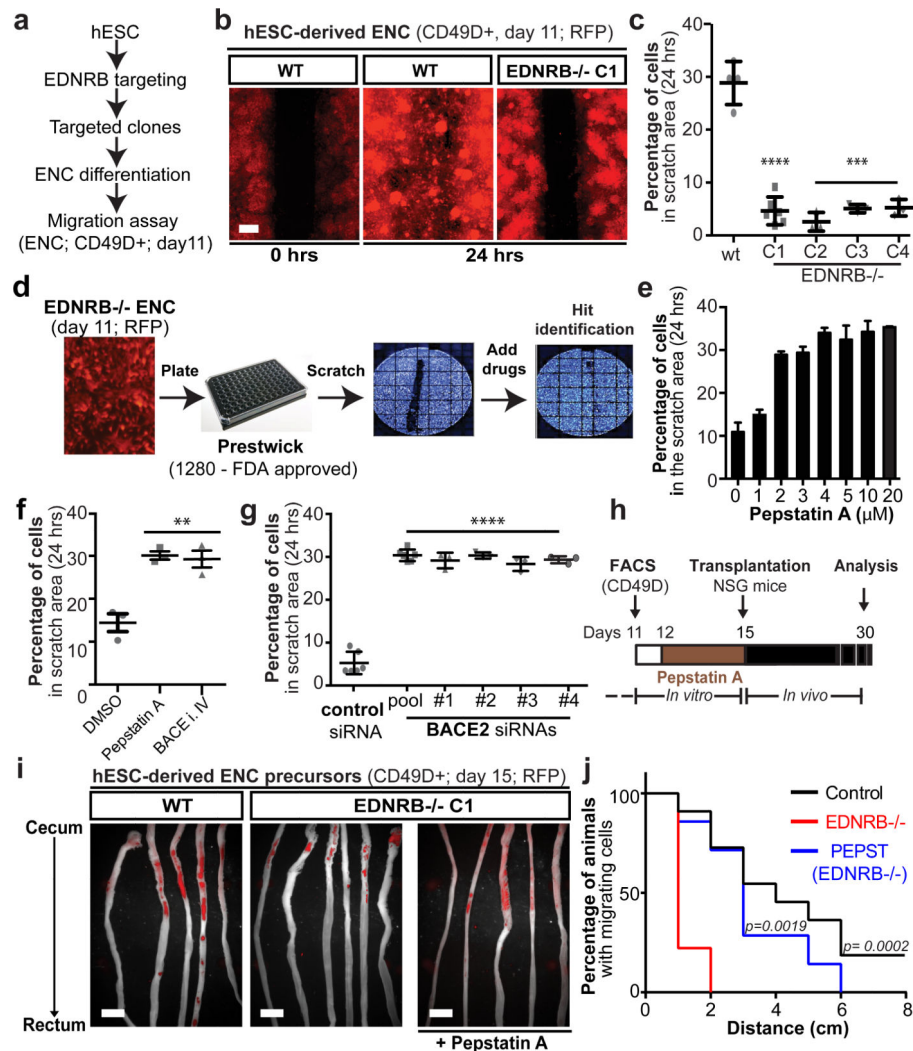 a
hESC
EDNRB targeting
Targeted clones
ENC differentiation
Migration assay
(ENC; CD49D+; day11)
b
hESC-derived ENC (CD49D+, day 11; RFP)
WT
WT
EDNRB-/- C1
0 hrs
24 hrs
c
Percentage of cells
in scratch area (24 hrs)
40
30
20
10
0
****
***
wt
C1
C2
C3
C4
EDNRB-/-
d
EDNRB-/- ENC
(day 11; RFP)
Plate
Prestwick
(1280 - FDA approved)
Scratch
Add
drugs
Hit
identification
e
Percentage of cells
in the scratch area (24 hrs)
40
30
20
10
0
0 1 2 3 4 5 10 20
Pepstatin A (µM)
f
Percentage of cells
in scratch area (24 hrs)
40
30
20
10
0
**
DMSO
Pepstatin A
BACE i. IV
g
Percentage of cells
in scratch area (24 hrs)
40
30
20
10
0
****
control
siRNA
pool #1 #2 #3 #4
BACE2 siRNAs
h
FACS
(CD49D)
Transplantation
NSG mice
Analysis
Days 11 12 15 30
Pepstatin A
In vitro
In vivo
i
hESC-derived ENC precursors (CD49D+; day 15; RFP)
WT
EDNRB-/- C1
Cecum
Rectum
+ Pepstatin A
j
Percentage of animals
with migrating cells
100
50
0
Control
EDNRB-/-
PEPST
(EDNRB-/-)
p=0.0019
p= 0.0002
0 2 4 6 8
Distance (cm)